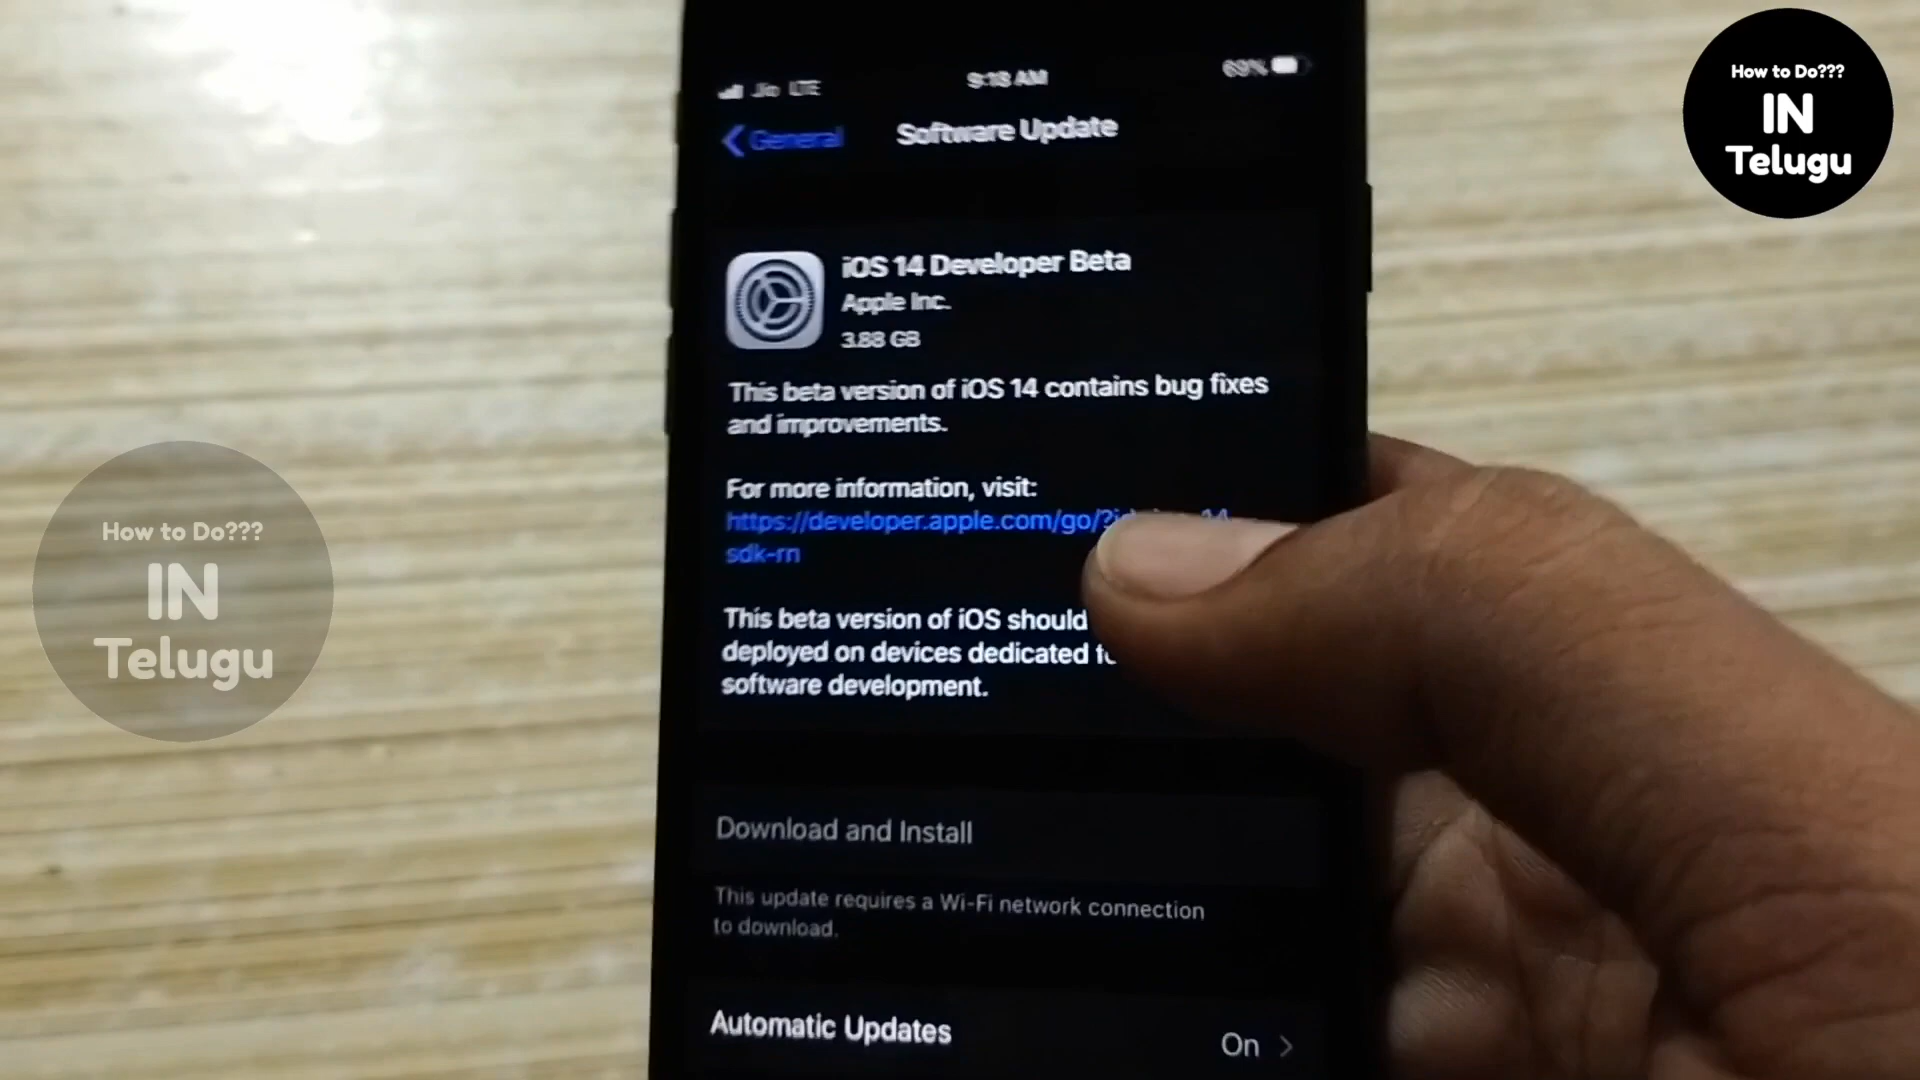 How to Do???
IN
Telugu
Jio LTE
9:18 AM
69%
General
Software Update
iOS 14 Developer Beta
Apple Inc.
3.88 GB
This beta version of iOS 14 contains bug fixes
and improvements.
For more information, visit:
https://developer.apple.com/go/?
sdk-rn
This beta version of iOS should
deployed on devices dedicated
software development.
Download and Install
This update requires a Wi-Fi network connection
to download.
Automatic Updates
On
How to Do???
IN
Telugu